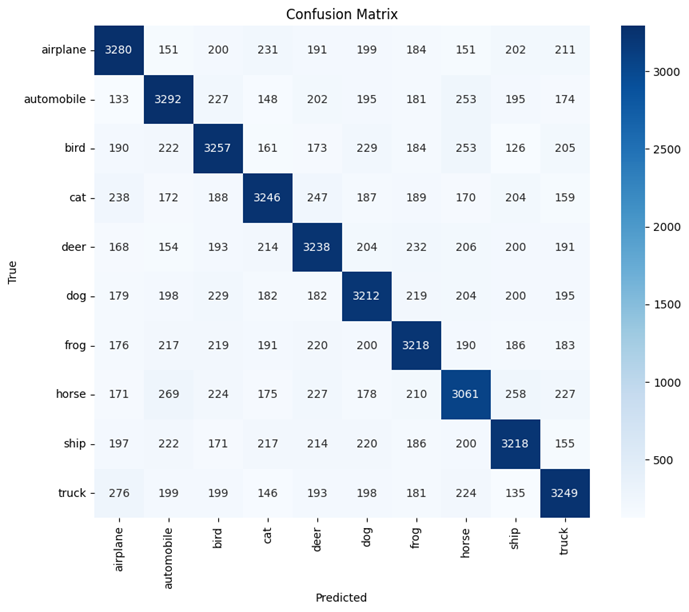 Confusion Matrix
airplane 3280 151 200 231 191 199 184 151 202 211
automobile 133 3292 227 148 202 195 181 253 195 174
bird 190 222 3257 161 173 229 184 253 126 205
cat 238 172 188 3246 247 187 189 170 204 159
deer 168 154 193 214 3238 204 232 206 200 191
dog 179 198 229 182 182 3212 219 204 200 195
frog 176 217 219 191 220 200 3218 190 186 183
horse 171 269 224 175 227 178 210 3061 258 227
ship 197 222 171 217 214 220 186 200 3218 155
truck 276 199 199 146 193 198 181 224 135 3249
True
airplane automobile bird cat deer dog frog horse ship truck
Predicted
3000
2500
2000
1500
1000
500